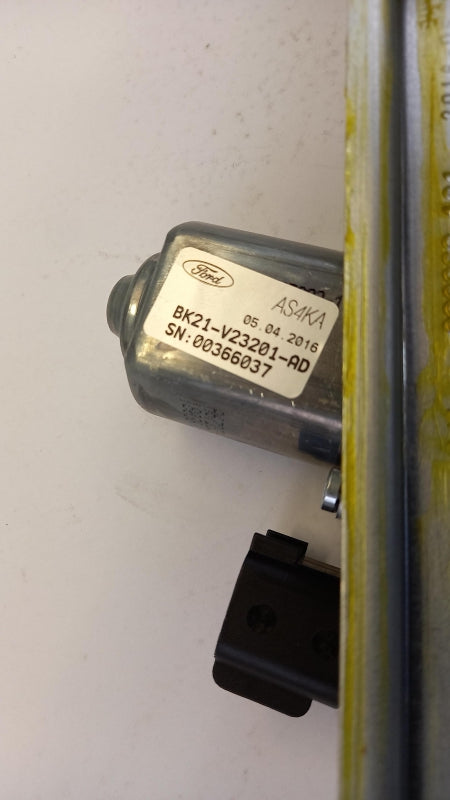 Ford
AS4KA
05.04.2016
BK21-V23201-AD
SN:00366037